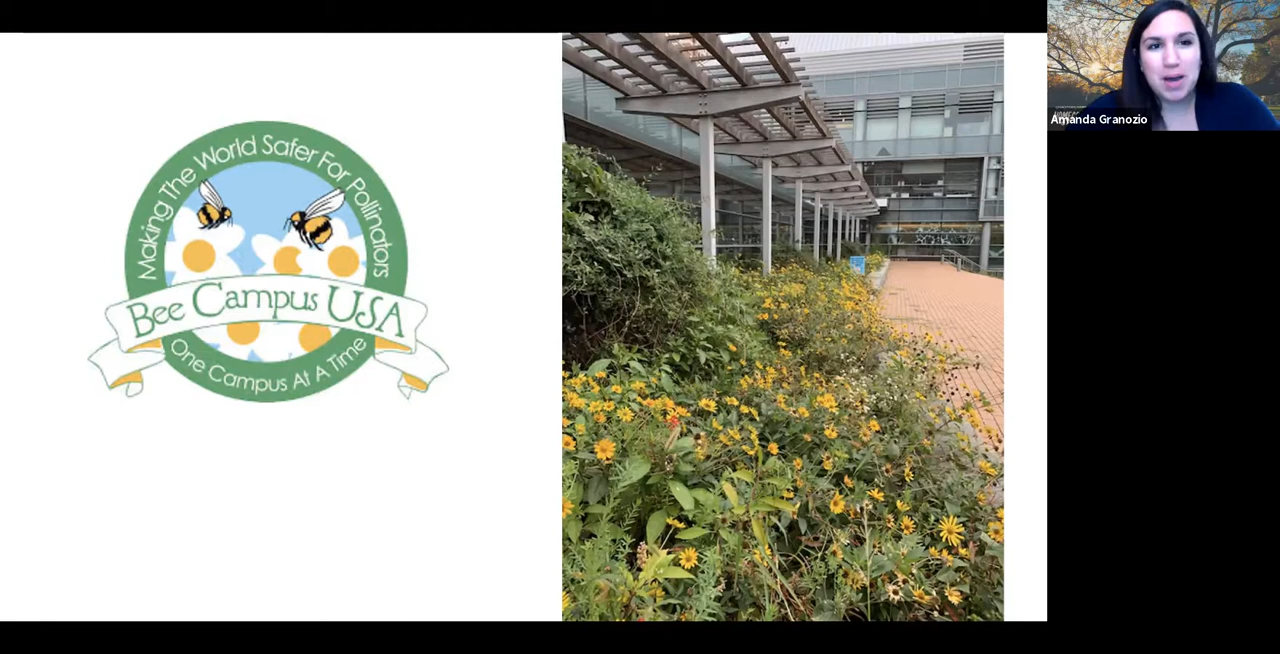 Making The World Safer For Pollinators
Bee Campus USA
One Campus At A Time
Amanda Granozio